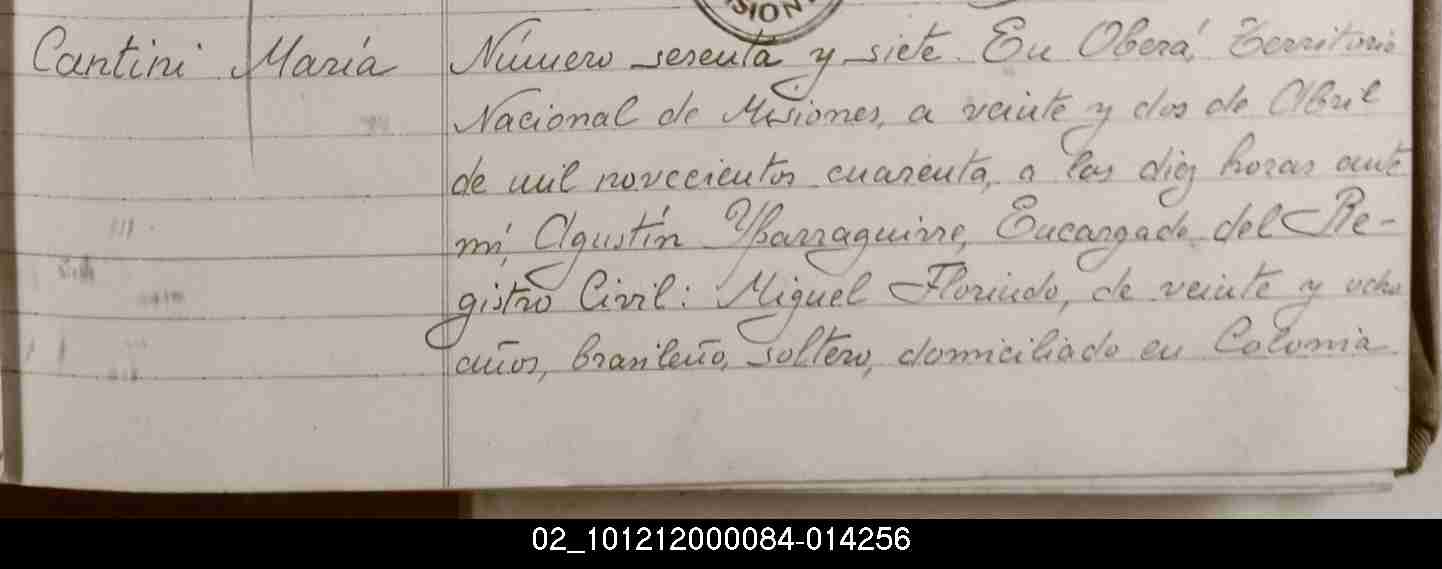 SION
Cantini María
Número sesenta y siete. En Oberá, Territorio
Nacional de Misiones, a veinte y dos de Abril
de mil novecientos cuarenta, a las diez horas ante
mí, Agustín Ybarraguirre, Encargado del Re-
gistro Civil: Miguel Florindo, de veinte y ocho
años, brasileño, soltero, domiciliado en Colonia
02_101212000084-014256